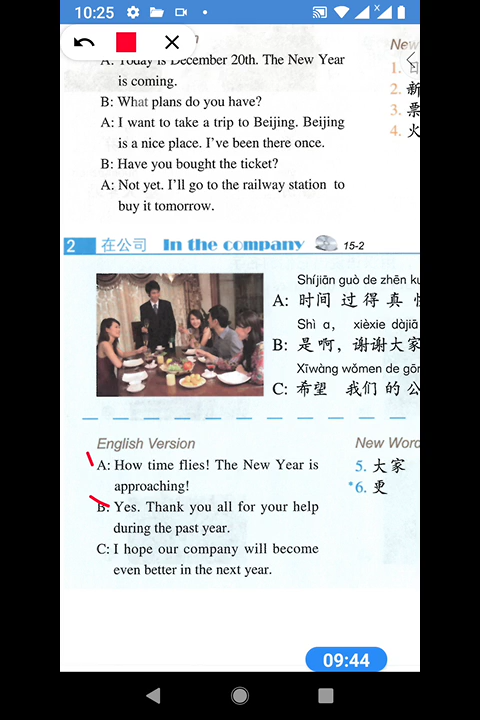 10:25
A: Today is December 20th. The New Year
is coming.
B: What plans do you have?
A: I want to take a trip to Beijing. Beijing
is a nice place. I've been there once.
B: Have you bought the ticket?
A: Not yet. I'll go to the railway station to
buy it tomorrow.
New
1. 日
2. 新
3. 票
4. 火
2 在公司 In the company 15-2
Shíjiān guò de zhēn ku
A: 时间 过 得 真
Shì a, xièxie dàjiā
B: 是 啊，谢谢 大家
Xīwàng wǒmen de gōn
C: 希望 我们 的 公
English Version
A: How time flies! The New Year is
approaching!
B: Yes. Thank you all for your help
during the past year.
C: I hope our company will become
even better in the next year.
New Word
5. 大家
*6. 更
09:44